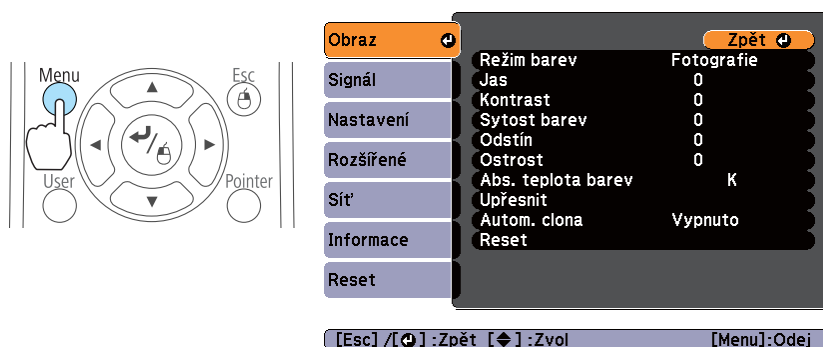 Menu
Esc
User
Pointer
Obraz
Signál
Nastavení
Rozšířené
Síť
Informace
Reset
Zpět
Režim barev Fotografie
Jas 0
Kontrast 0
Sytost barev 0
Odstín 0
Ostrost 0
Abs. teplota barev K
Upřesnit
Autom. clona Vypnuto
Reset
[Esc] /[ ] :Zpět [ ] :Zvol [Menu]:Odej